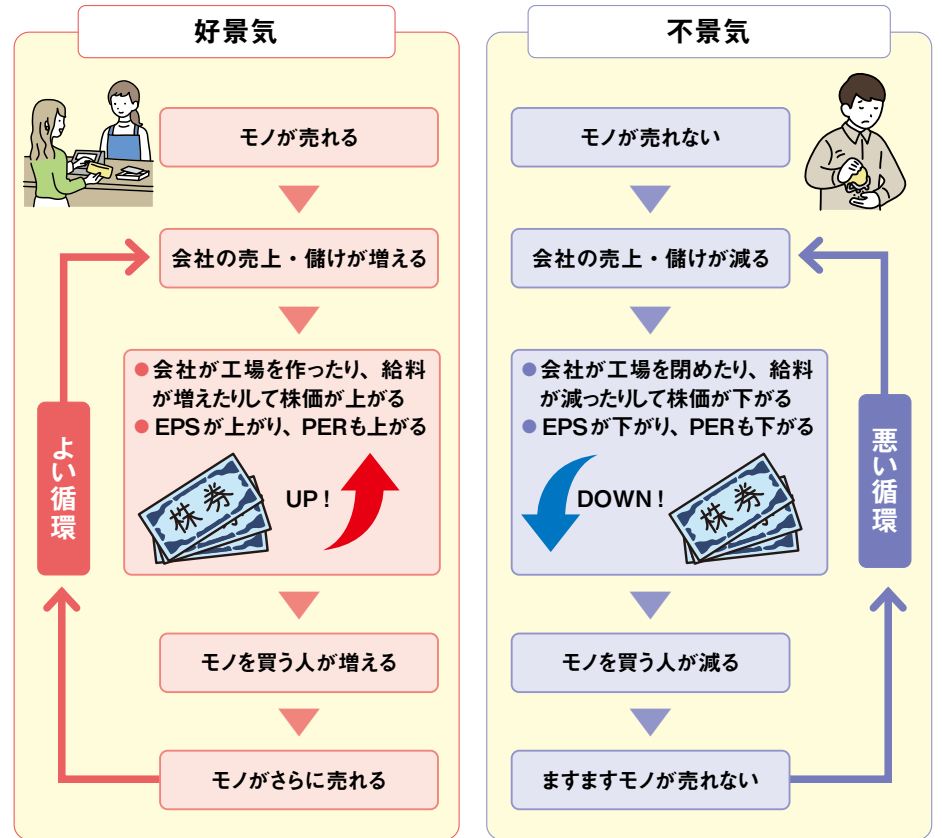 好景気
モノが売れる
会社の売上・儲けが増える
●会社が工場を作ったり、給料
が増えたりして株価が上がる
●EPSが上がり、PERも上がる
株券
UP！
モノを買う人が増える
モノがさらに売れる
よい循環
不景気
モノが売れない
会社の売上・儲けが減る
●会社が工場を閉めたり、給料
が減ったりして株価が下がる
●EPSが下がり、PERも下がる
DOWN！
株券
モノを買う人が減る
ますますモノが売れない
悪い循環